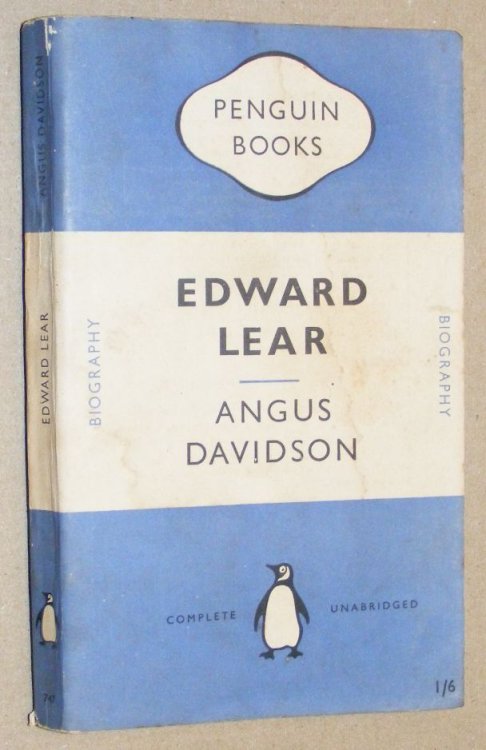 PENGUIN
BOOKS
EDWARD
LEAR
ANGUS
DAVIDSON
BIOGRAPHY
BIOGRAPHY
COMPLETE UNABRIDGED
1/6
ANGUS DAVIDSON
EDWARD LEAR